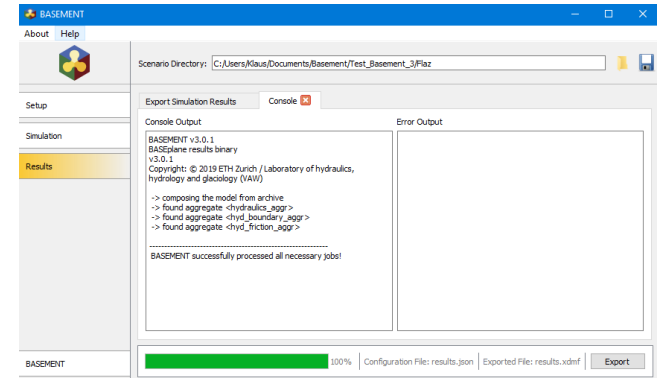 BASEMENT
About Help
Scenario Directory: C:/Users/Klaus/Documents/Basement/Test_Basement_3/Flaz
Setup
Simulation
Results
BASEMENT
Export Simulation Results
Console
Console Output
BASEMENT v3.0.1
BASEplane results binary
v3.0.1
Copyright: © 2019 ETH Zurich / Laboratory of hydraulics,
hydrology and glaciology (VAW)
-> composing the model from archive
-> found aggregate <hydraulics_aggr>
-> found aggregate <hyd_boundary_aggr>
-> found aggregate <hyd_friction_aggr>
------------------------------------------------------------
BASEMENT successfully processed all necessary jobs!
Error Output
100% Configuration File: results.json Exported File: results.xdmf Export